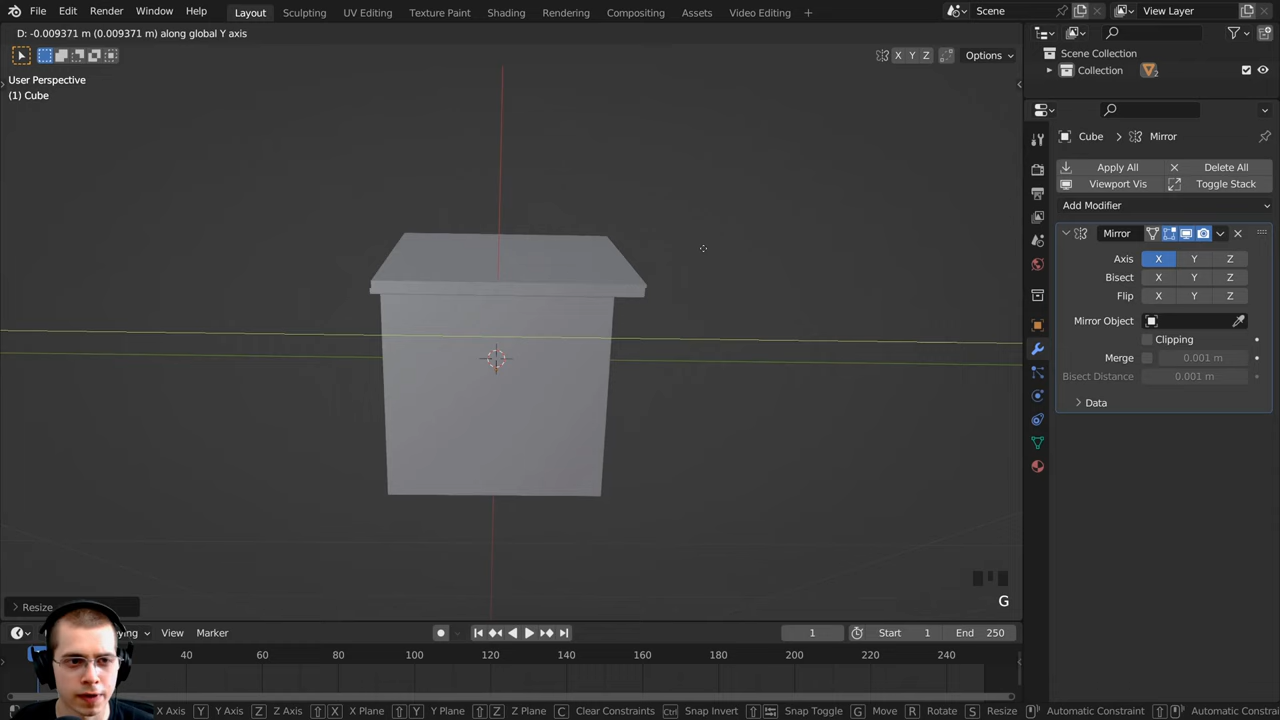 File Edit Render Window Help Layout Sculpting UV Editing Texture Paint Shading Rendering Compositing Assets Video Editing + Scene View Layer
D: -0.009371 m (0.009371 m) along global Y axis
X Y Z Options
User Perspective
(1) Cube
Scene Collection
Collection 2
Cube > Mirror
Apply All Delete All
Viewport Vis Toggle Stack
Add Modifier
Mirror
Axis X Y Z
Bisect X Y Z
Flip X Y Z
Mirror Object
Clipping
Merge 0.001 m
Bisect Distance 0.001 m
Data
G
Resize
View Marker 1 Start 1 End 250
40 60 80 100 120 140 160 180 200 220 240
X Axis Y Y Axis Z Z Axis X X Plane Y Y Plane Z Z Plane C Clear Constraints Ctrl Snap Invert Snap Toggle G Move R Rotate S Resize Automatic Constraint Automatic Constrai